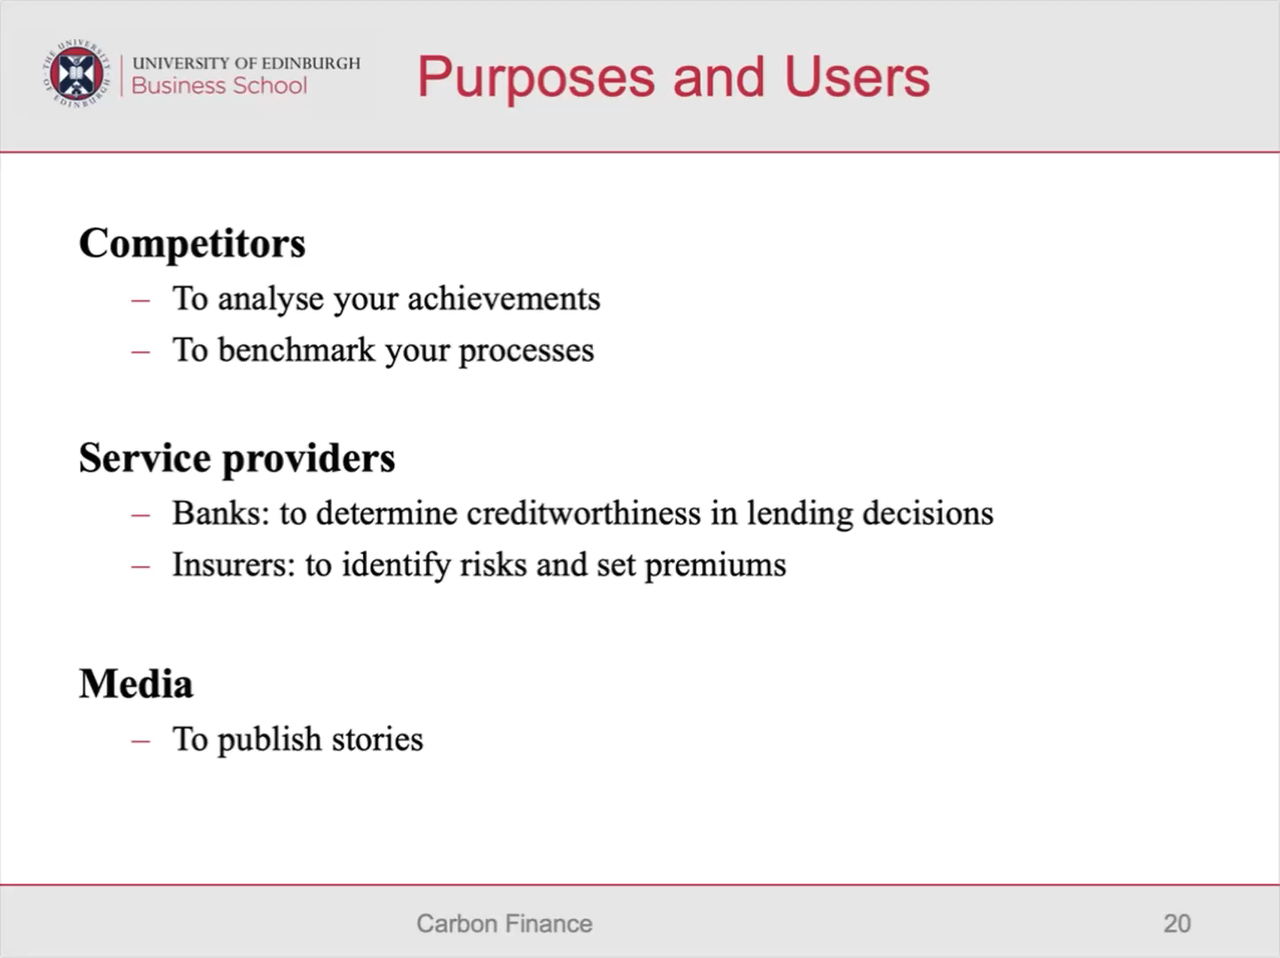 THE UNIVERSITY OF EDINBURGH
UNIVERSITY OF EDINBURGH
Business School
Purposes and Users
Competitors
– To analyse your achievements
– To benchmark your processes
Service providers
– Banks: to determine creditworthiness in lending decisions
– Insurers: to identify risks and set premiums
Media
– To publish stories
Carbon Finance
20